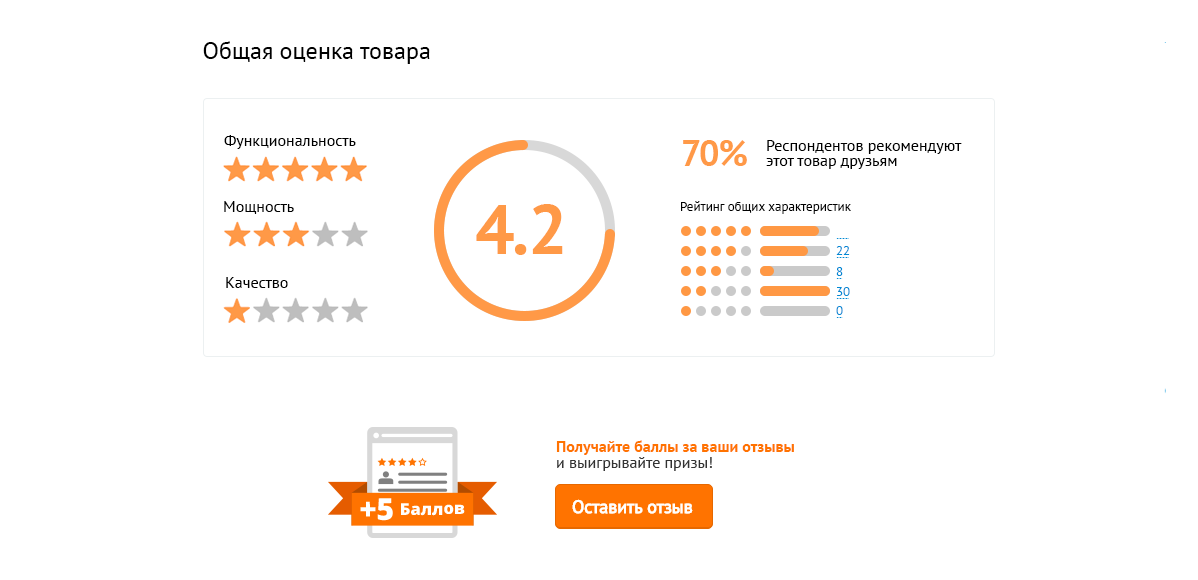 Общая оценка товара
Функциональность
Мощность
Качество
4.2
70%
Респондентов рекомендуют
этот товар друзьям
Рейтинг общих характеристик
22
8
30
0
+5 Баллов
Получайте баллы за ваши отзывы
и выигрывайте призы!
Оставить отзыв